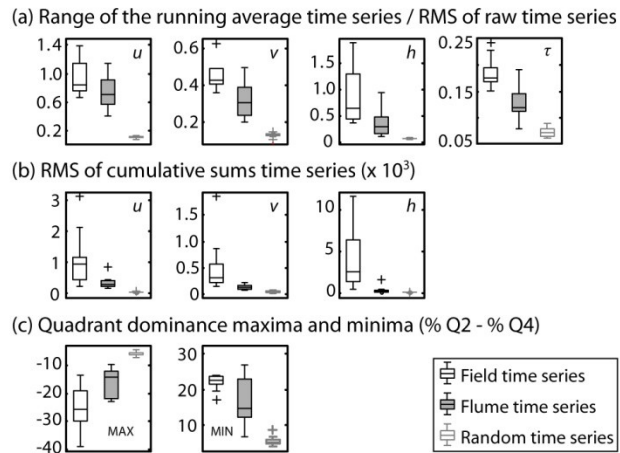 (a) Range of the running average time series / RMS of raw time series
1.4
1.0
0.6
0.2
u
0.6
0.4
0.2
v
1.5
1.0
0.5
0
h
0.25
0.15
0.05
τ
(b) RMS of cumulative sums time series (x 10³)
3
2
1
0
u
1.5
1.0
0.5
0
v
10
5
0
h
(c) Quadrant dominance maxima and minima (% Q2 - % Q4)
-10
-20
-30
-40
MAX
30
20
10
MIN
Field time series
Flume time series
Random time series